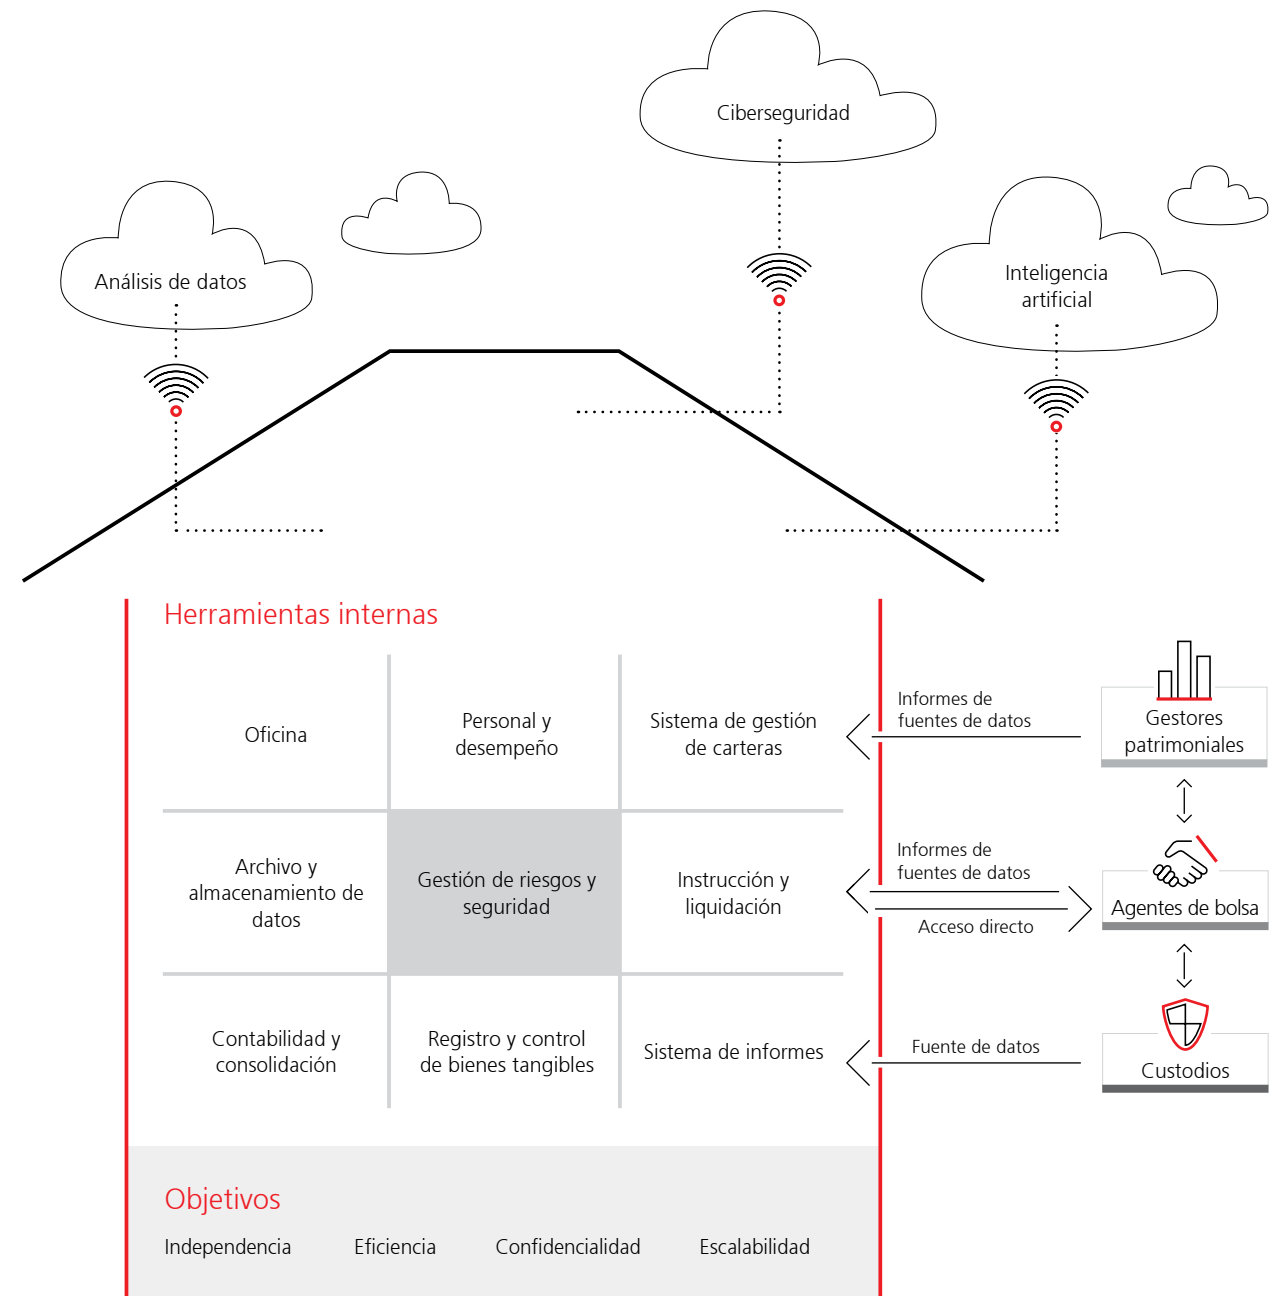 Ciberseguridad
Análisis de datos
Inteligencia
artificial
Herramientas internas
Oficina
Personal y
desempeño
Sistema de gestión
de carteras
Informes de
fuentes de datos
Gestores
patrimoniales
Archivo y
almacenamiento de
datos
Gestión de riesgos y
seguridad
Instrucción y
liquidación
Informes de
fuentes de datos
Acceso directo
Agentes de bolsa
Contabilidad y
consolidación
Registro y control
de bienes tangibles
Sistema de informes
Fuente de datos
Custodios
Objetivos
Independencia Eficiencia Confidencialidad Escalabilidad